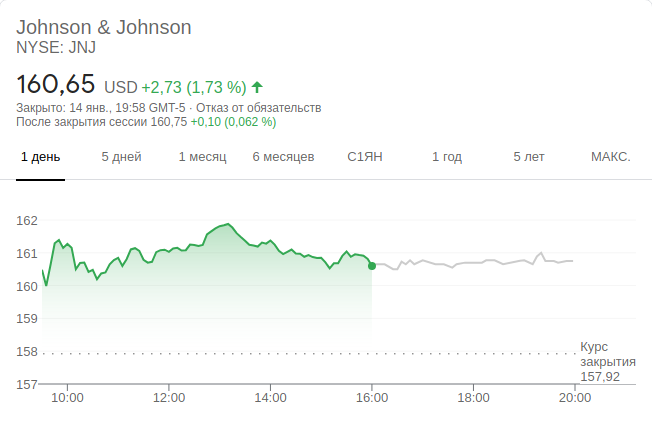 Johnson & Johnson
NYSE: JNJ
160,65 USD +2,73 (1,73 %)
Закрыто: 14 янв., 19:58 GMT-5 · Отказ от обязательств
После закрытия сессии 160,75 +0,10 (0,062 %)
1 день 5 дней 1 месяц 6 месяцев С1ЯН 1 год 5 лет МАКС.
162
161
160
159
158
157
Курс
закрытия
157,92
10:00 12:00 14:00 16:00 18:00 20:00